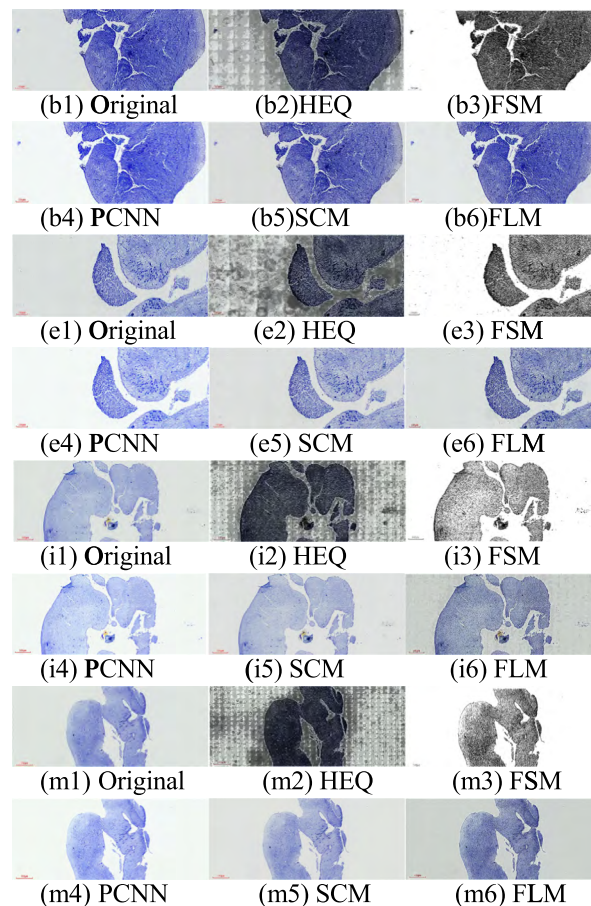 (b1) Original (b2)HEQ (b3)FSM
(b4) PCNN (b5)SCM (b6)FLM
(e1) Original (e2) HEQ (e3) FSM
(e4) PCNN (e5) SCM (e6) FLM
(i1) Original (i2) HEQ (i3) FSM
(i4) PCNN (i5) SCM (i6) FLM
(m1) Original (m2) HEQ (m3) FSM
(m4) PCNN (m5) SCM (m6) FLM